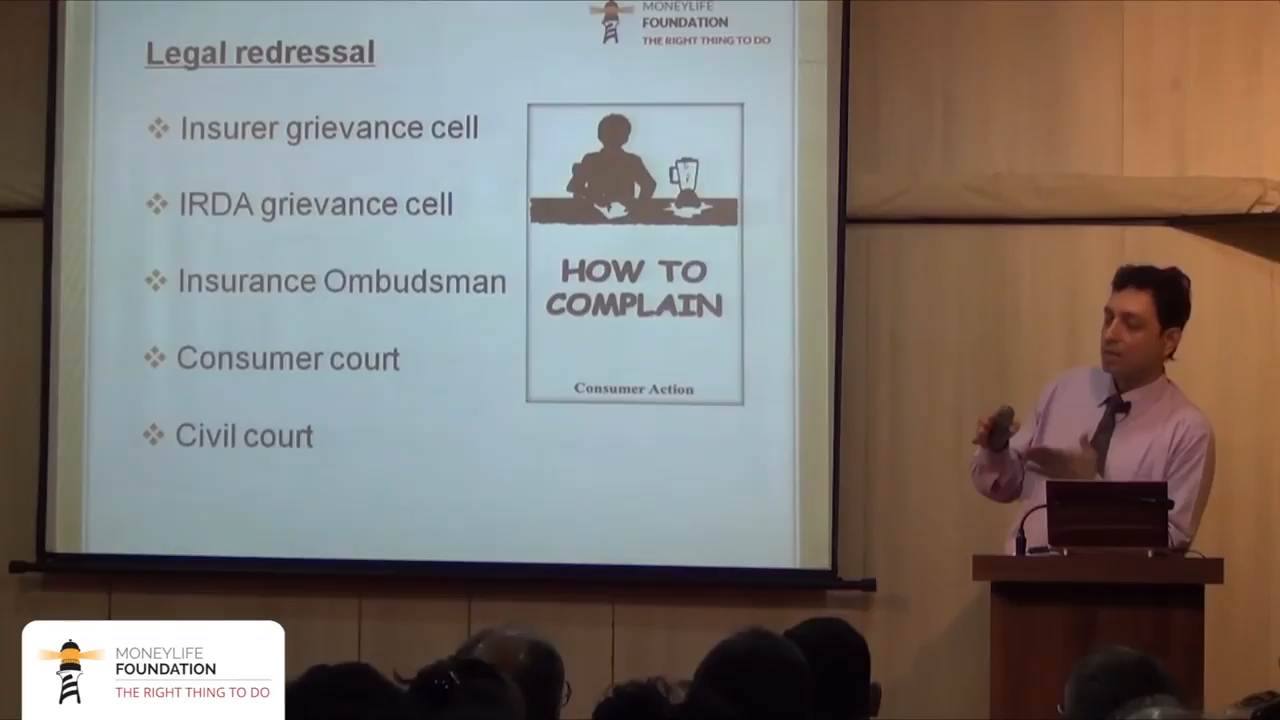 MONEYLIFE
FOUNDATION
THE RIGHT THING TO DO
Legal redressal
Insurer grievance cell
IRDA grievance cell
Insurance Ombudsman
Consumer court
Civil court
HOW TO
COMPLAIN
Consumer Action
MONEYLIFE
FOUNDATION
THE RIGHT THING TO DO